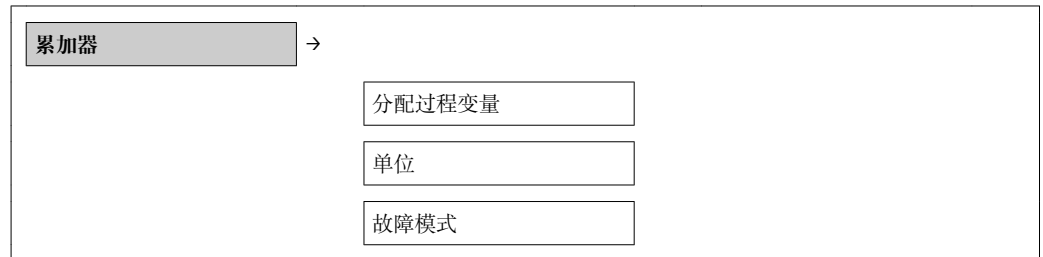 累加器 →
分配过程变量
单位
故障模式